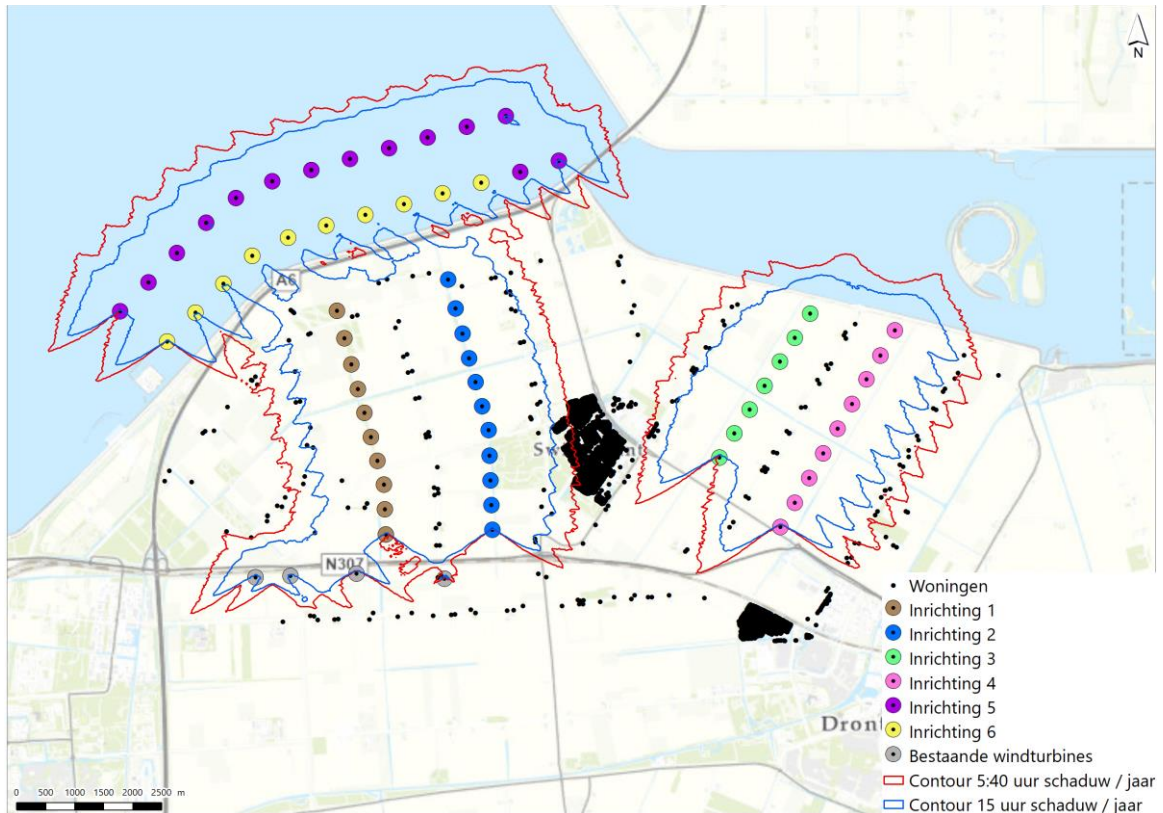 N
A6
N307
Dront
Woningen
Inrichting 1
Inrichting 2
Inrichting 3
Inrichting 4
Inrichting 5
Inrichting 6
Bestaande windturbines
Contour 5:40 uur schaduw / jaar
Contour 15 uur schaduw / jaar
0 500 1000 1500 2000 2500 m